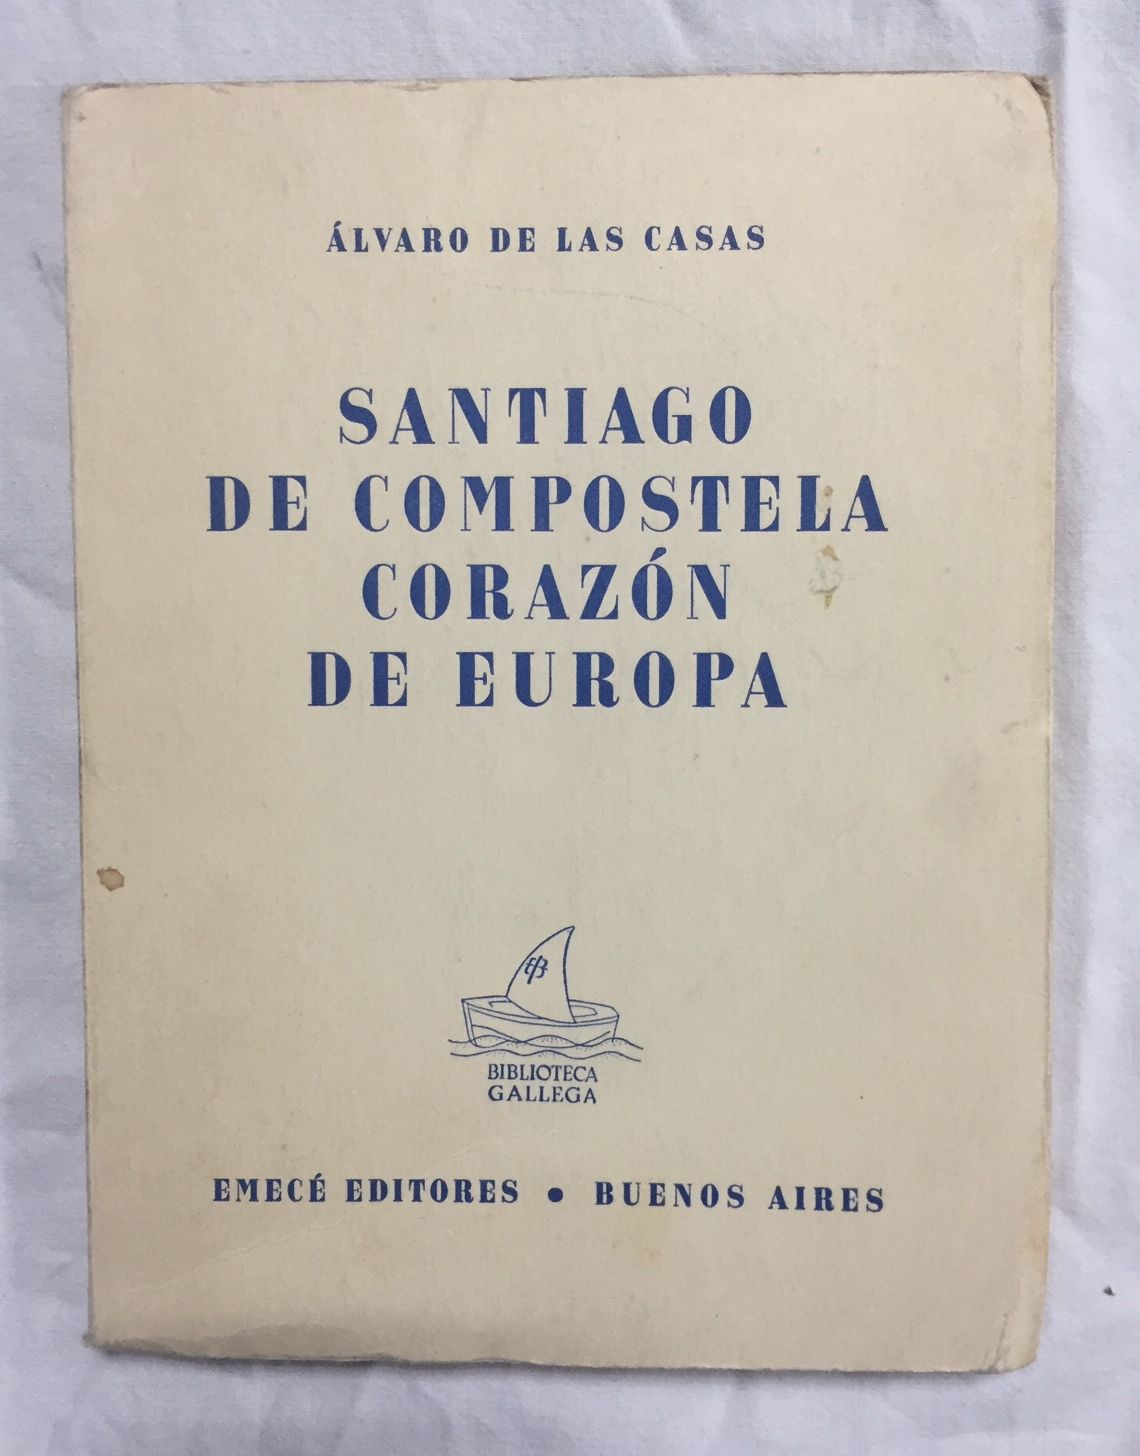 ÁLVARO DE LAS CASAS
SANTIAGO
DE COMPOSTELA
CORAZÓN
DE EUROPA
BIBLIOTECA
GALLEGA
EMECÉ EDITORES • BUENOS AIRES